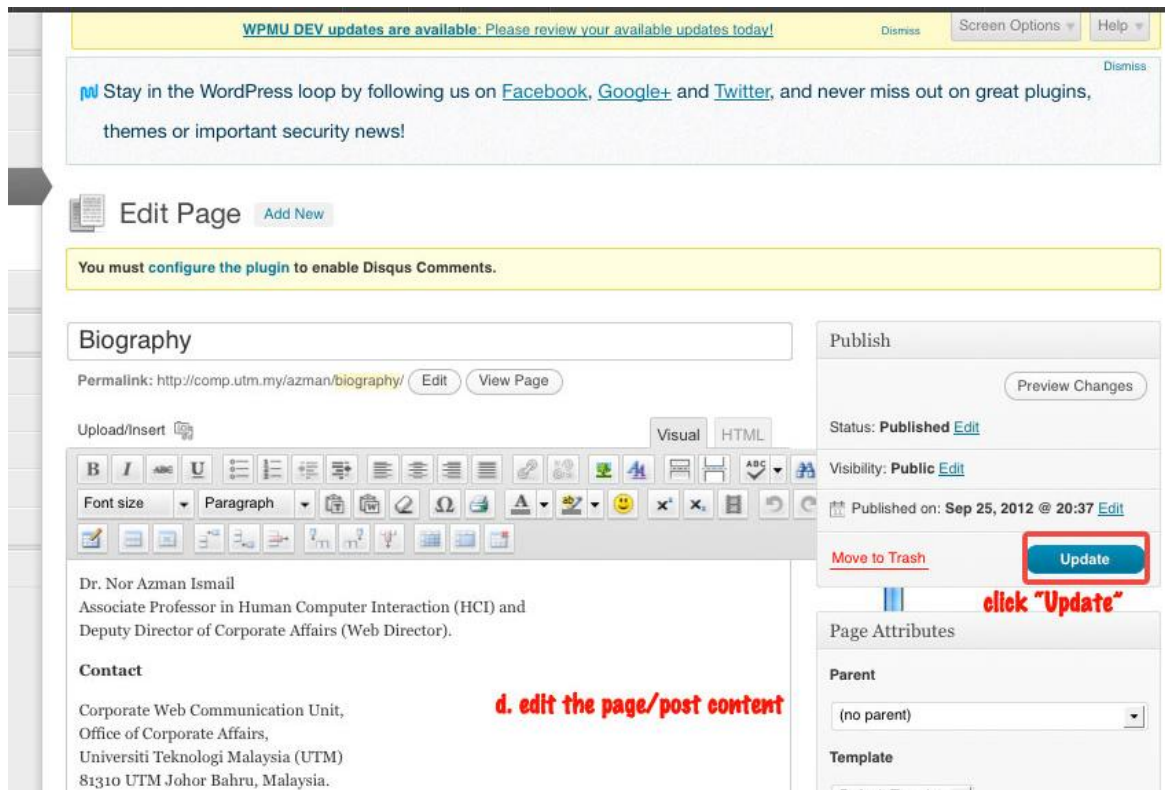 WPMU DEV updates are available: Please review your available updates today! Dismiss Screen Options Help
Dismiss
Stay in the WordPress loop by following us on Facebook, Google+ and Twitter, and never miss out on great plugins,
themes or important security news!
Edit Page Add New
You must configure the plugin to enable Disqus Comments.
Biography
Permalink: http://comp.utm.my/azman/biography/ Edit View Page
Upload/Insert Visual HTML
B I ABC U ABC
Font size Paragraph Ω A ab x² x₂
Dr. Nor Azman Ismail
Associate Professor in Human Computer Interaction (HCI) and
Deputy Director of Corporate Affairs (Web Director).
Contact
Corporate Web Communication Unit,
Office of Corporate Affairs,
Universiti Teknologi Malaysia (UTM)
81310 UTM Johor Bahru, Malaysia.
d. edit the page/post content
Publish
Preview Changes
Status: Published Edit
Visibility: Public Edit
Published on: Sep 25, 2012 @ 20:37 Edit
Move to Trash Update
click "Update"
Page Attributes
Parent
(no parent)
Template